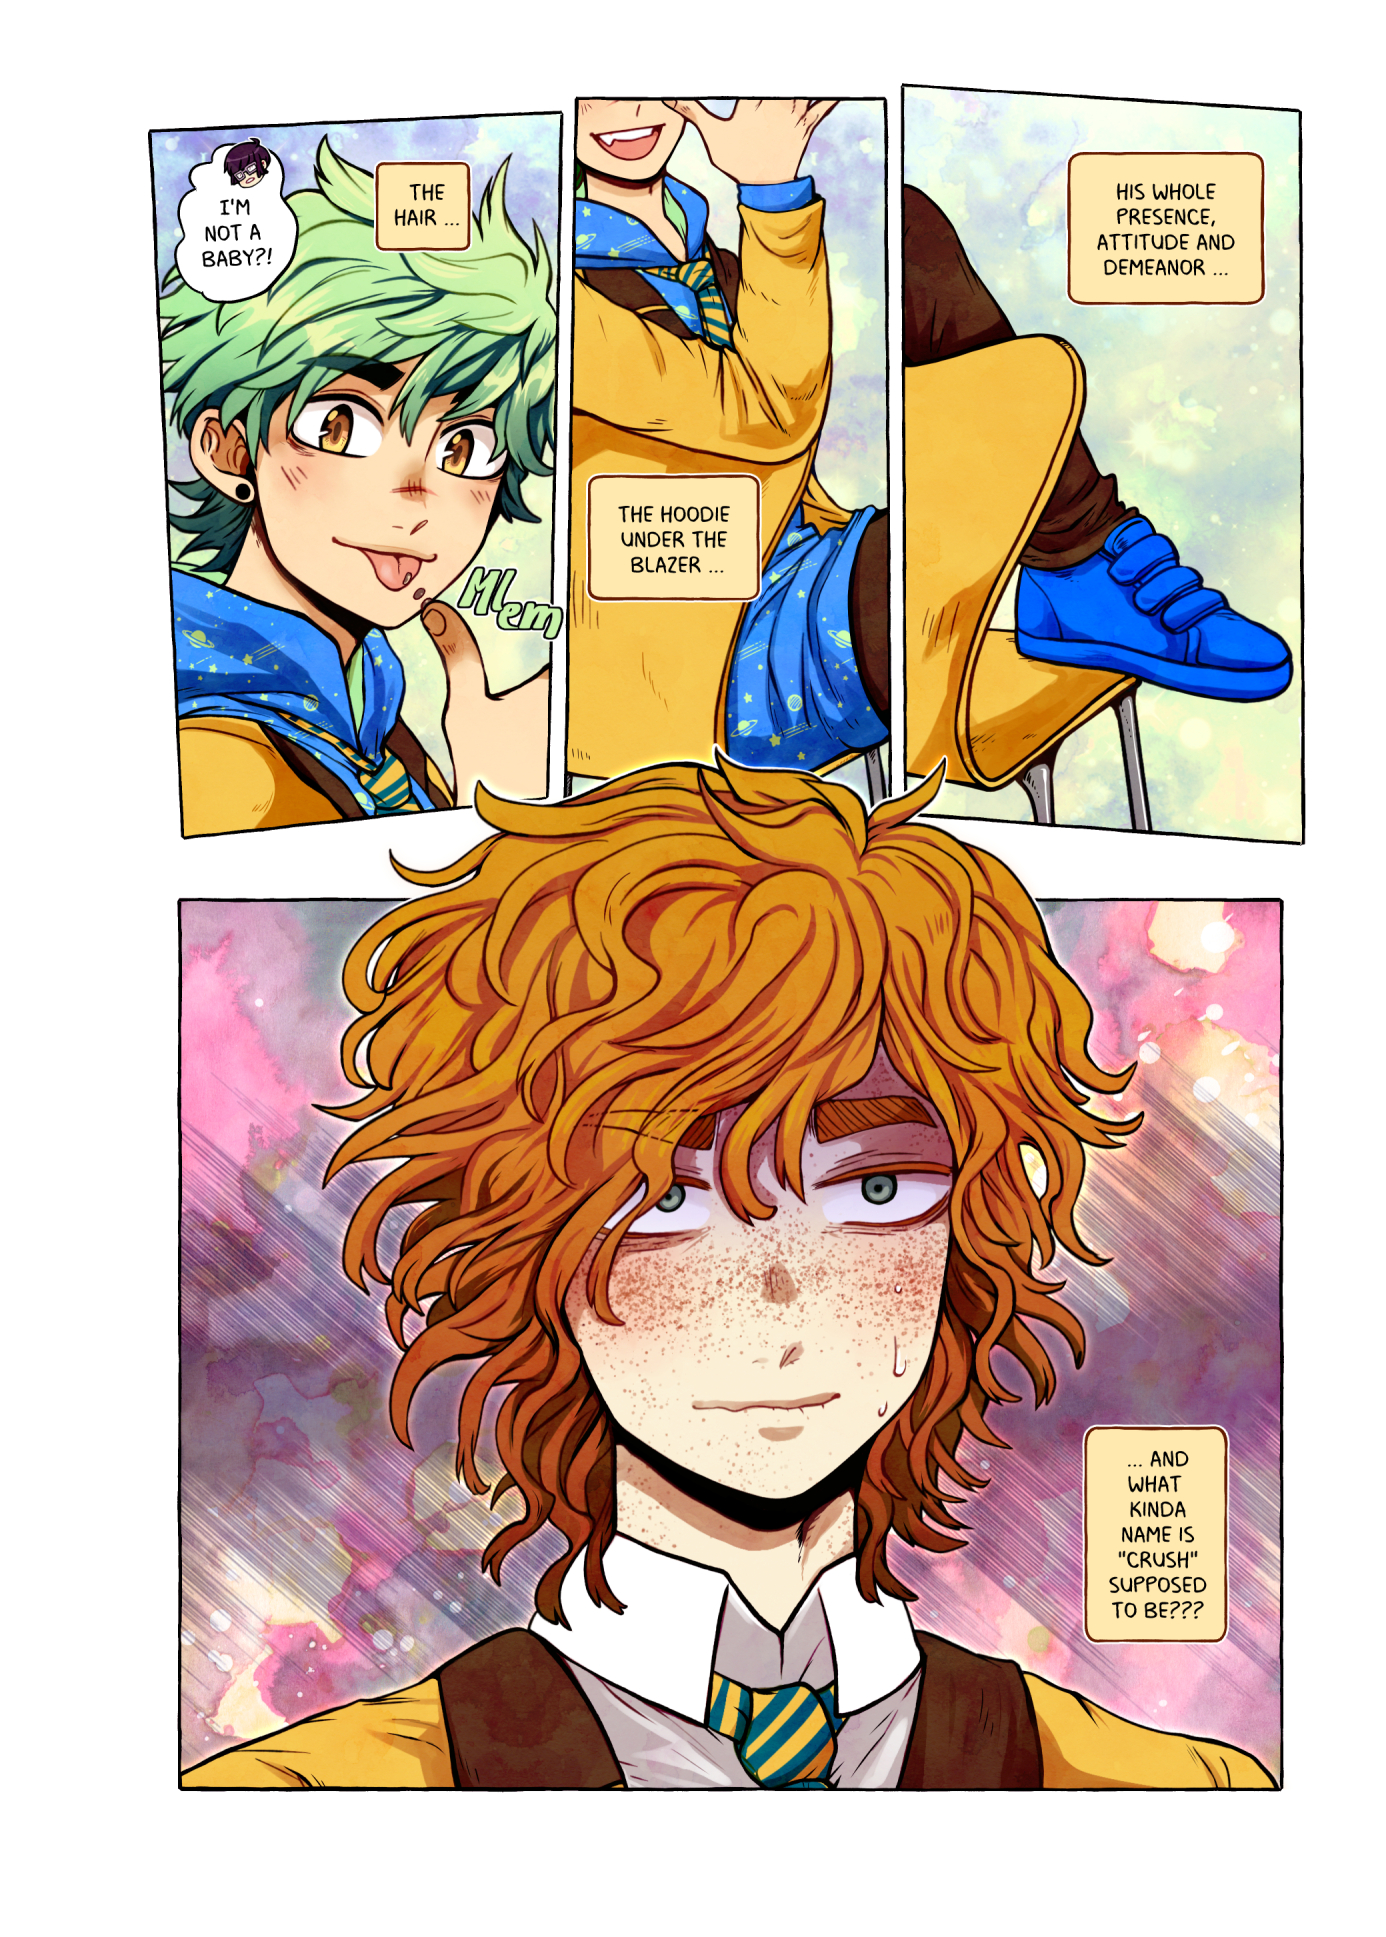 I'M
NOT A
BABY?!
THE
HAIR ...
Mlem
THE HOODIE
UNDER THE
BLAZER ...
HIS WHOLE
PRESENCE,
ATTITUDE AND
DEMEANOR ...
... AND
WHAT
KINDA
NAME IS
"CRUSH"
SUPPOSED
TO BE???